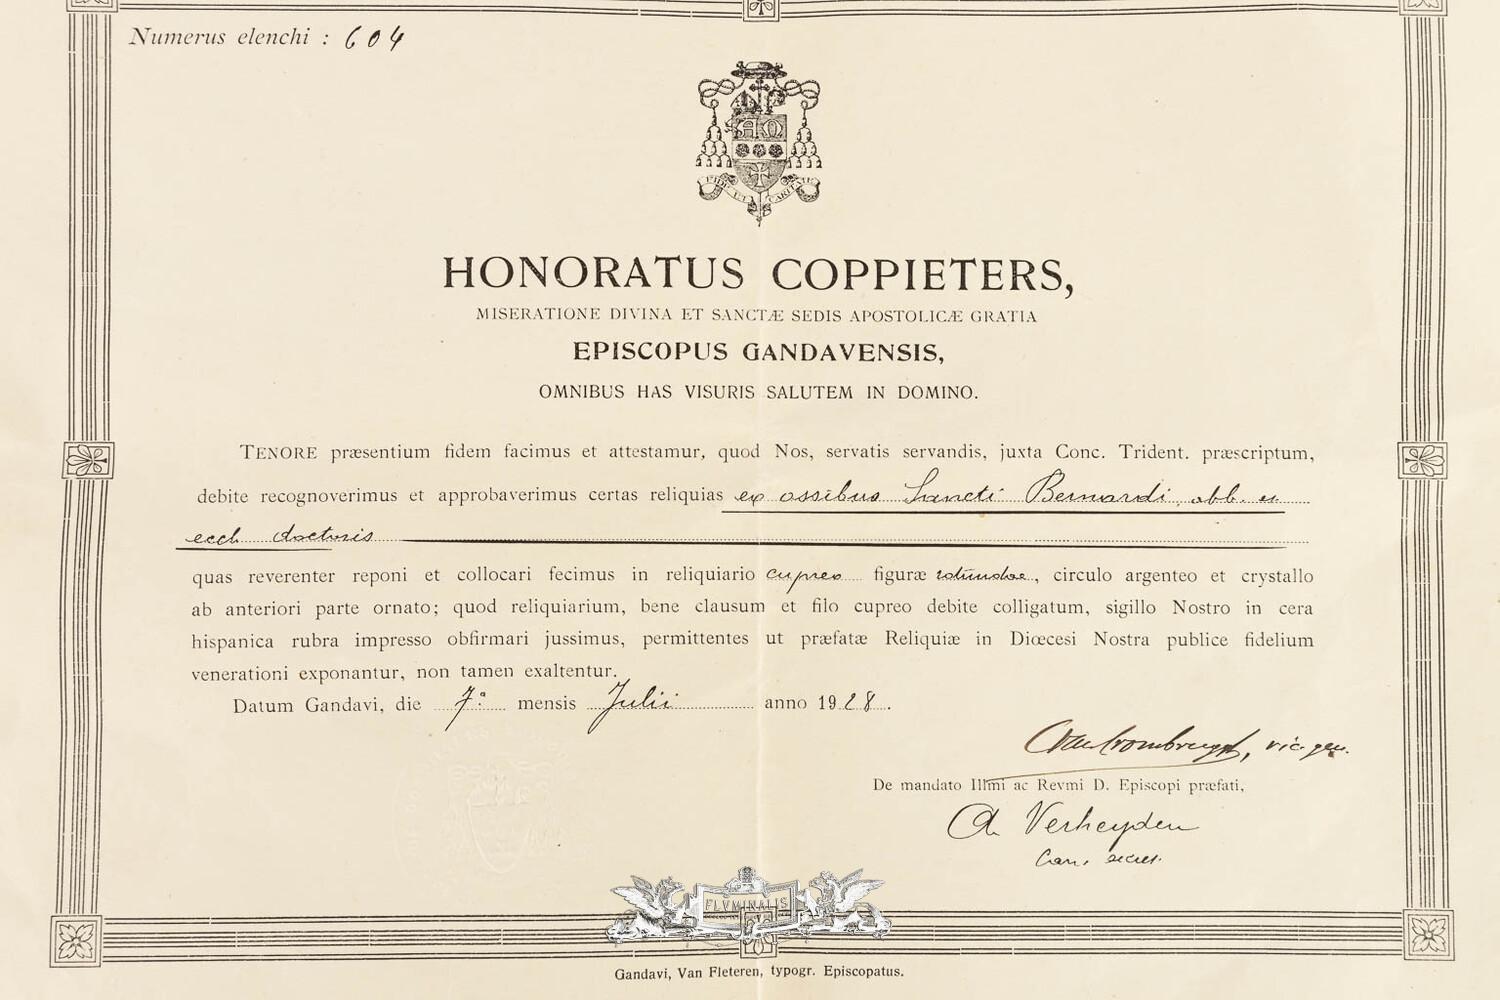 Numerus elenchi : 604
AM
FIDE ET CARITATE
HONORATUS COPPIETERS,
MISERATIONE DIVINA ET SANCTÆ SEDIS APOSTOLICÆ GRATIA
EPISCOPUS GANDAVENSIS,
OMNIBUS HAS VISURIS SALUTEM IN DOMINO.
TENORE præsentium fidem facimus et attestamur, quod Nos, servatis servandis, juxta Conc. Trident. præscriptum,
debite recognoverimus et approbaverimus certas reliquias ex ossibus Sancti Bernardi abb. et
eccl. doctoris
quas reverenter reponi et collocari fecimus in reliquiario cupreo figuræ rotundae, circulo argenteo et crystallo
ab anteriori parte ornato; quod reliquiarium, bene clausum et filo cupreo debite colligatum, sigillo Nostro in cera
hispanica rubra impresso obfirmari jussimus, permittentes ut præfatæ Reliquiæ in Diœcesi Nostra publice fidelium
venerationi exponantur, non tamen exaltentur.
Datum Gandavi, die 7ª mensis Julii anno 1928.
vic. gen.
De mandato Illmi ac Revmi D. Episcopi præfati,
A. Verheyden
Can. secret.
FLVMINALIS
Gandavi, Van Fleteren, typogr. Episcopatus.